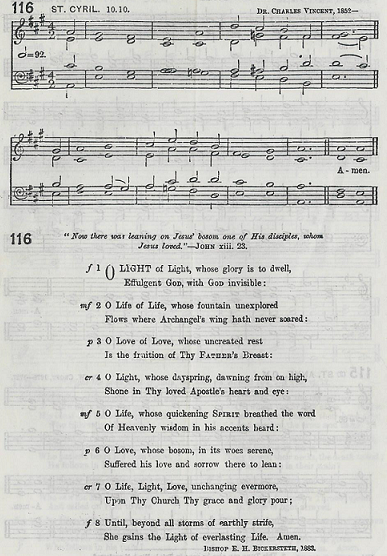 116 ST. CYRIL. 10.10. DR. CHARLES VINCENT, 1852—
=92.
A - men.
116 "Now there was leaning on Jesus' bosom one of His disciples, whom
Jesus loved."—JOHN xiii. 23.
f 1 O LIGHT of Light, whose glory is to dwell,
Effulgent GOD, with GOD invisible:
mf 2 O Life of Life, whose fountain unexplored
Flows where Archangel's wing hath never soared:
p 3 O Love of Love, whose uncreated rest
Is the fruition of Thy FATHER'S Breast:
cr 4 O Light, whose dayspring, dawning from on high,
Shone in Thy loved Apostle's heart and eye:
mf 5 O Life, whose quickening SPIRIT breathed the word
Of Heavenly wisdom in his accents heard:
p 6 O Love, whose bosom, in its woes serene,
Suffered his love and sorrow there to lean:
cr 7 O Life, Light, Love, unchanging evermore,
Upon Thy Church Thy grace and glory pour;
f 8 Until, beyond all storms of earthly strife,
She gains the Light of everlasting Life. Amen.
BISHOP E. H. BICKERSTETH, 1883.